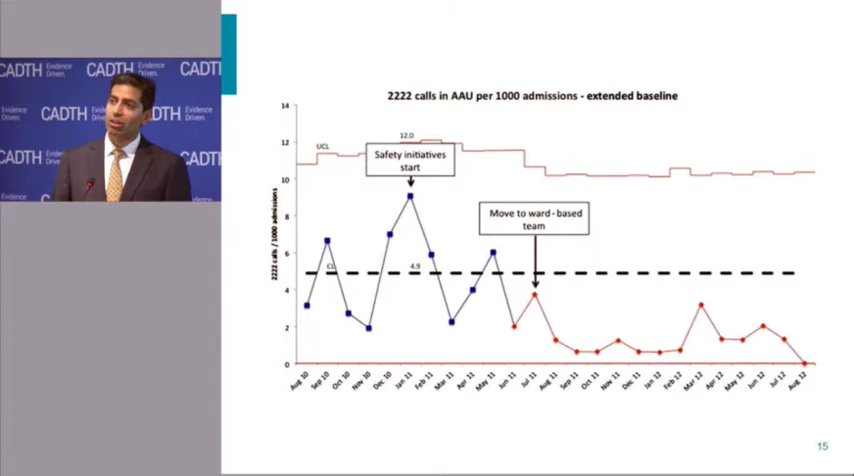 CADTH Evidence Driven.
CADTH Evidence Driven.
CADTH
Evidence Driven.
CADTH
CADTH
2222 calls in AAU per 1000 admissions - extended baseline
2222 calls / 1000 admissions
14
12
10
8
6
4
2
0
UCL
12.0
Safety initiatives
start
Move to ward-based
team
CL
4.9
Aug 10
Sep 10
Oct 10
Nov 10
Dec 10
Jan 11
Feb 11
Mar 11
Apr 11
May 11
Jun 11
Jul 11
Aug 11
Sep 11
Oct 11
Nov 11
Dec 11
Jan 12
Feb 12
Mar 12
Apr 12
May 12
Jun 12
Jul 12
Aug 12
15